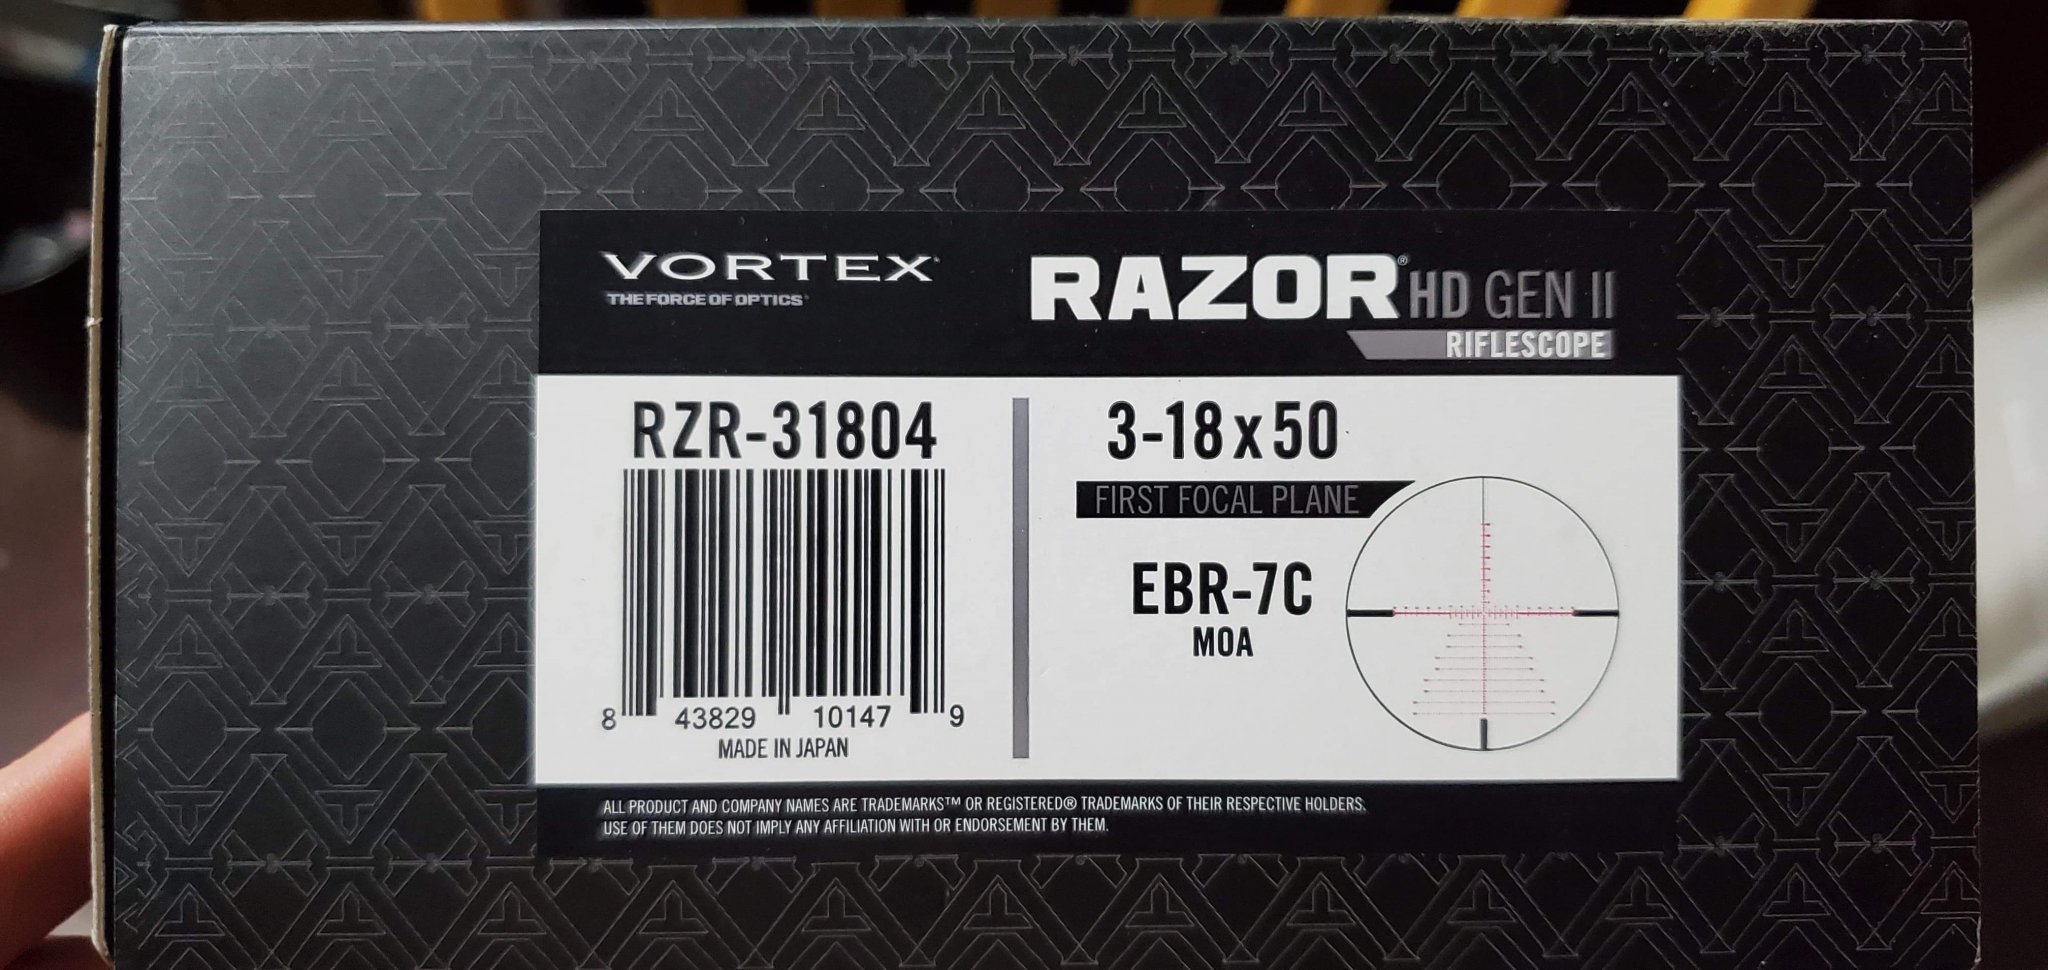 VORTEX®
THE FORCE OF OPTICS®
RAZOR® HD GEN II
RIFLESCOPE
RZR-31804
8 43829 10147 9
MADE IN JAPAN
3-18x50
FIRST FOCAL PLANE
EBR-7C
MOA
ALL PRODUCT AND COMPANY NAMES ARE TRADEMARKS™ OR REGISTERED® TRADEMARKS OF THEIR RESPECTIVE HOLDERS.
USE OF THEM DOES NOT IMPLY ANY AFFILIATION WITH OR ENDORSEMENT BY THEM.